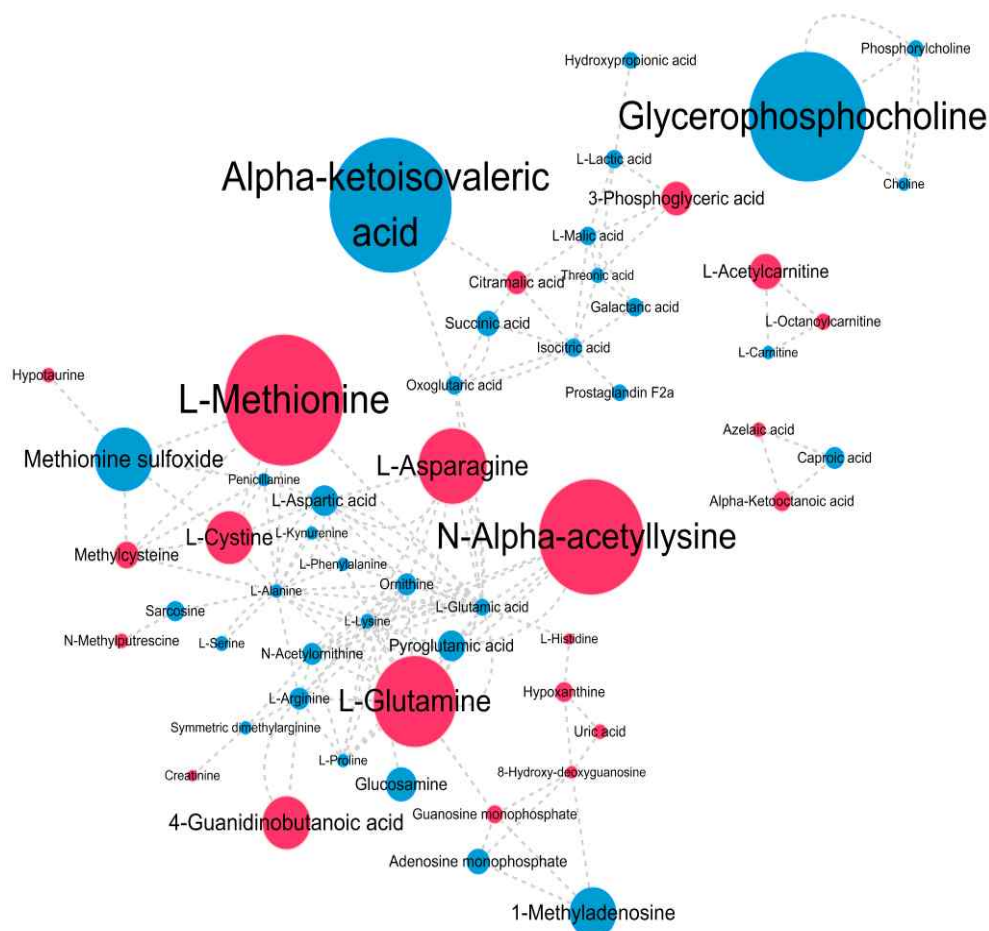 Phosphorylcholine
Hydroxypropionic acid
Glycerophosphocholine
L-Lactic acid
Alpha-ketoisovaleric
acid
Choline
3-Phosphoglyceric acid
L-Malic acid
L-Acetylcarnitine
Threonic acid
Citramalic acid
Galactaric acid
Succinic acid
L-Octanoylcarnitine
Isocitric acid
L-Carnitine
Hypotaurine
Oxoglutaric acid
Prostaglandin F2a
L-Methionine
Azelaic acid
Methionine sulfoxide
Caproic acid
L-Asparagine
Penicillamine
L-Aspartic acid
Alpha-Ketooctanoic acid
L-Kynurenine
L-Cystine
N-Alpha-acetyllysine
Methylcysteine
L-Phenylalanine
Ornithine
L-Alanine
L-Glutamic acid
Sarcosine
L-Lysine
N-Methylputrescine
L-Serine
L-Histidine
Pyroglutamic acid
N-Acetylornithine
Hypoxanthine
L-Arginine
L-Glutamine
Symmetric dimethylarginine
Uric acid
L-Proline
Creatinine
8-Hydroxy-deoxyguanosine
Glucosamine
Guanosine monophosphate
4-Guanidinobutanoic acid
Adenosine monophosphate
1-Methyladenosine